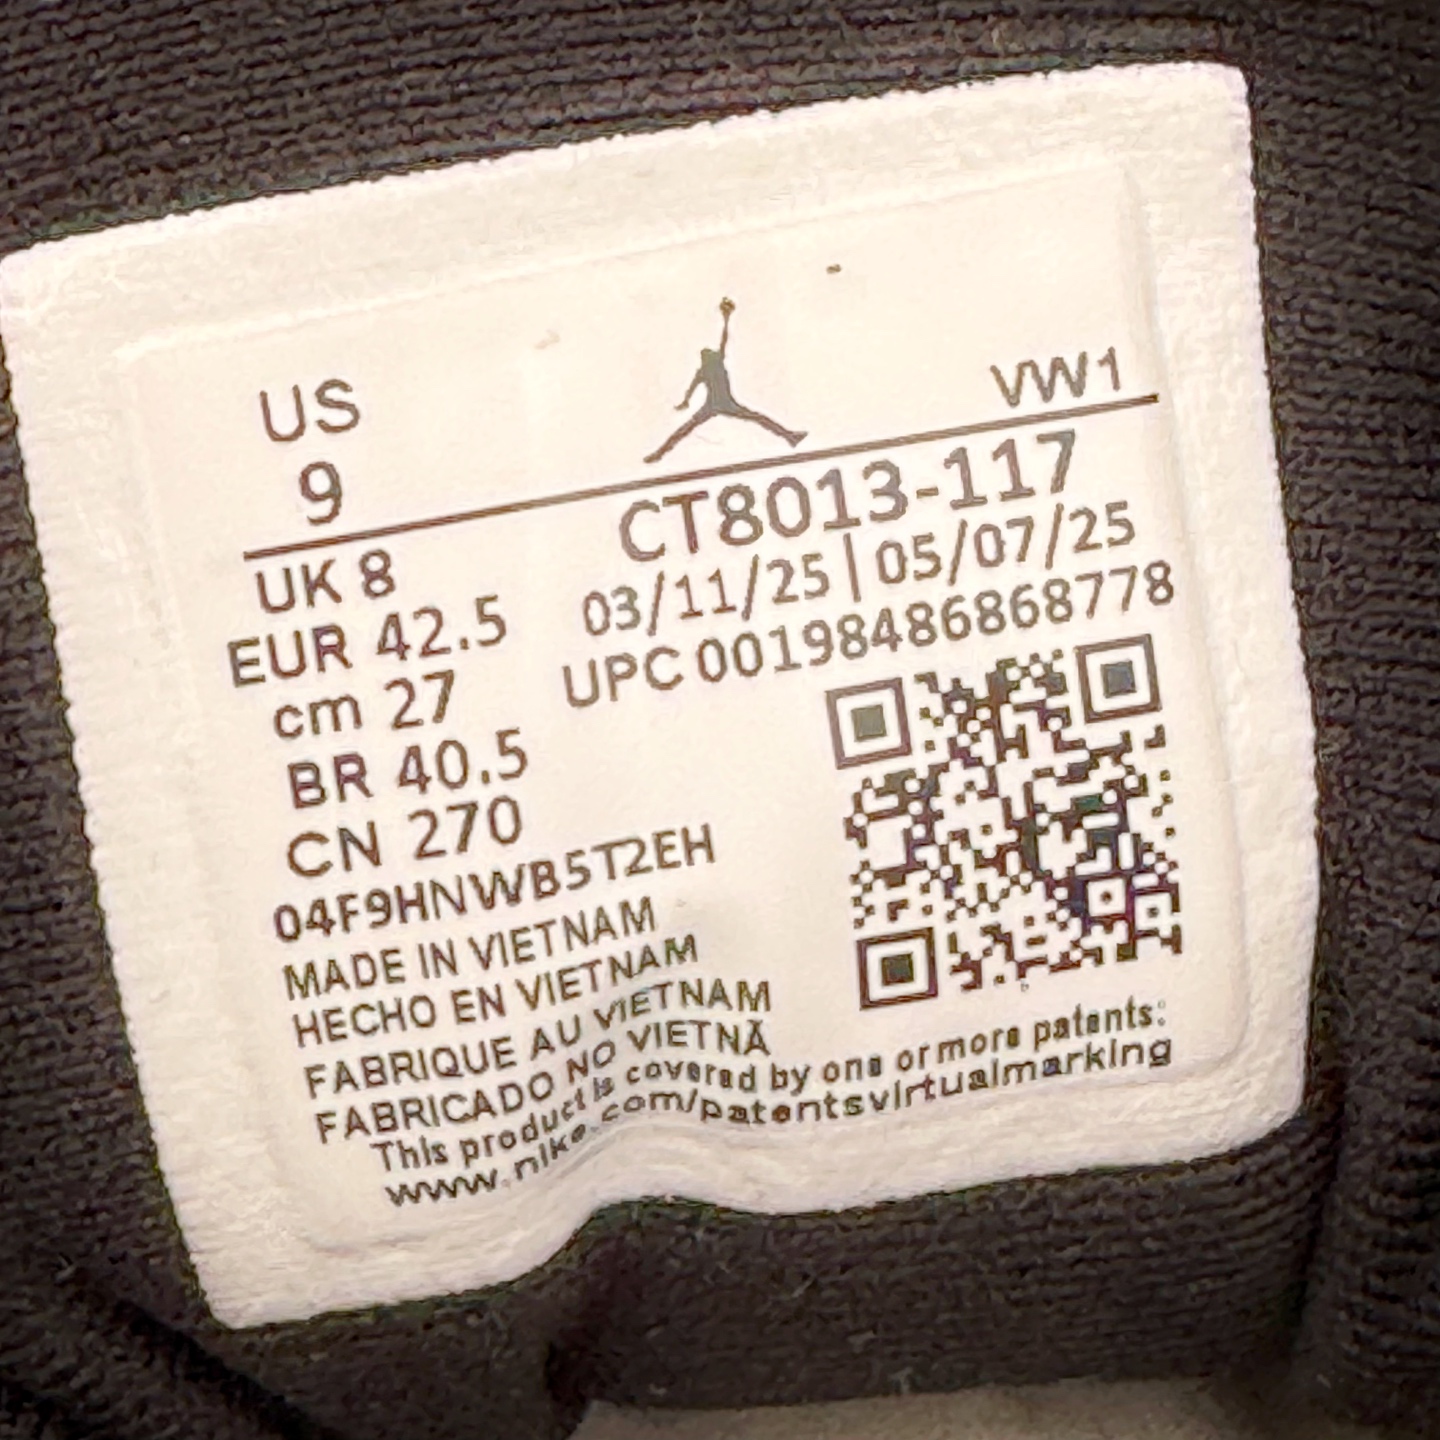 US
9
VW1
CT8013-117
03/11/25 | 05/07/25
UPC 00198486868778
UK 8
EUR 42.5
cm 27
BR 40.5
CN 270
04F9HNWB5T2EH
MADE IN VIETNAM
HECHO EN VIETNAM
FABRIQUE AU VIETNAM
FABRICADO NO VIETNÃ
This product is covered by one or more patents:
www.nike.com/patentsvirtualmarking